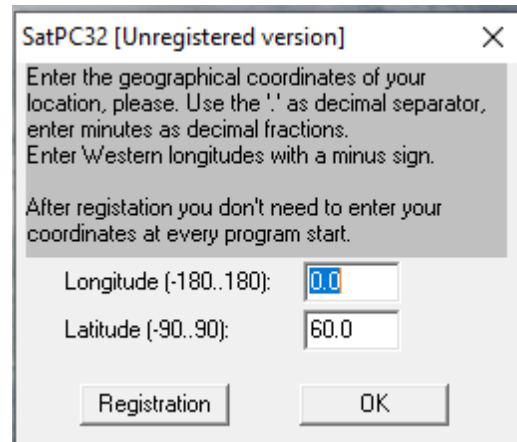 SatPC32 [Unregistered version]
Enter the geographical coordinates of your
location, please. Use the '.' as decimal separator,
enter minutes as decimal fractions.
Enter Western longitudes with a minus sign.
After registation you don't need to enter your
coordinates at every program start.
Longitude (-180..180): 0.0
Latitude (-90..90): 60.0
Registration OK